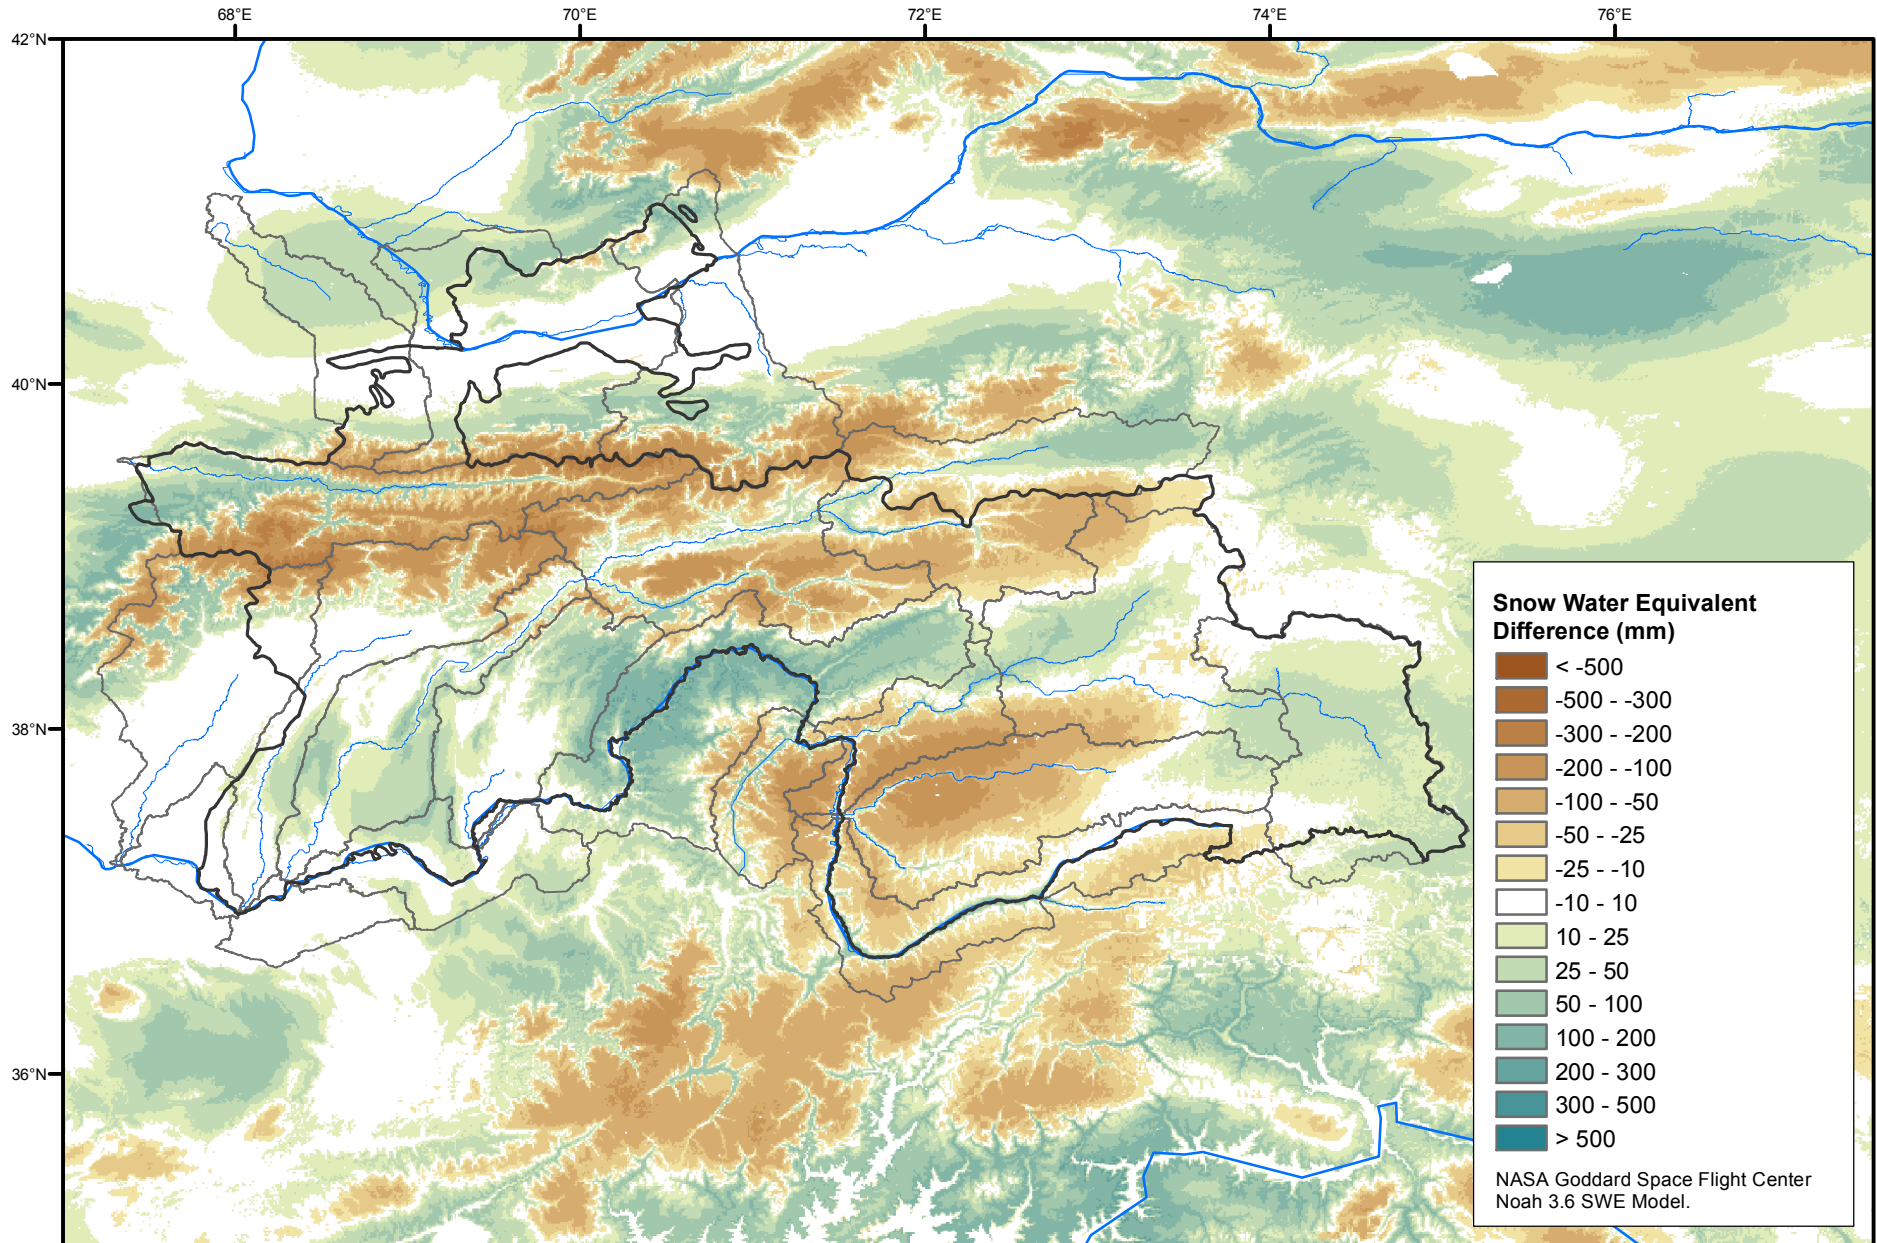 68°E
70°E
72°E
74°E
76°E
42°N
40°N
38°N
36°N
Snow Water Equivalent
Difference (mm)
< -500
-500 - -300
-300 - -200
-200 - -100
-100 - -50
-50 - -25
-25 - -10
-10 - 10
10 - 25
25 - 50
50 - 100
100 - 200
200 - 300
300 - 500
> 500
NASA Goddard Space Flight Center
Noah 3.6 SWE Model.